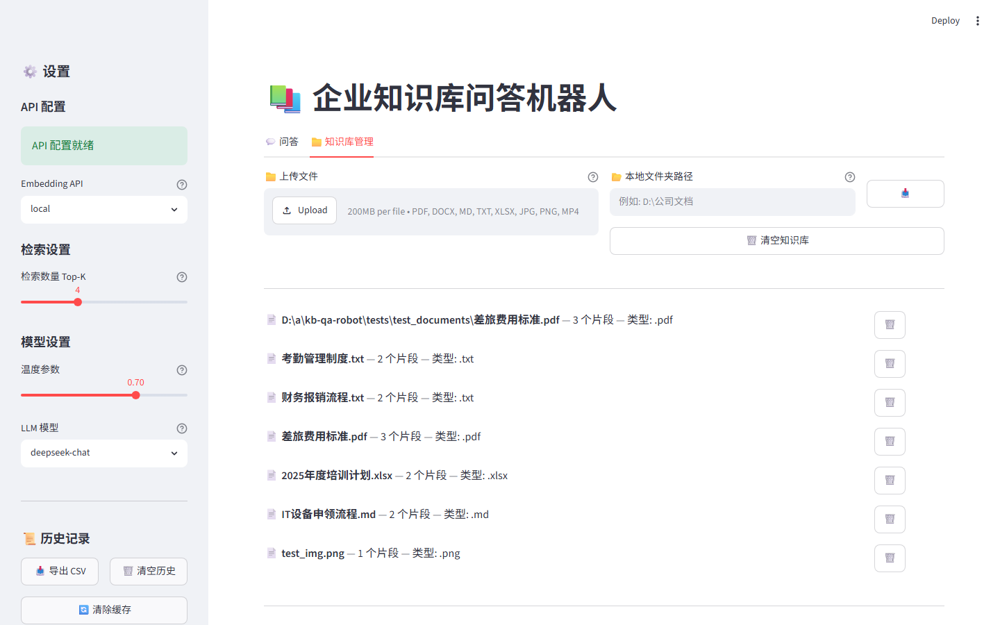 Deploy
设置
API 配置
API 配置就绪
Embedding API
local
检索设置
检索数量 Top-K
4
模型设置
温度参数
0.70
LLM 模型
deepseek-chat
历史记录
导出 CSV
清空历史
清除缓存
企业知识库问答机器人
问答
知识库管理
上传文件
Upload
200MB per file • PDF, DOCX, MD, TXT, XLSX, JPG, PNG, MP4
本地文件夹路径
例如: D:\公司文档
清空知识库
D:\a\kb-qa-robot\tests\test_documents\差旅费用标准.pdf — 3 个片段 — 类型: .pdf
考勤管理制度.txt — 2 个片段 — 类型: .txt
财务报销流程.txt — 2 个片段 — 类型: .txt
差旅费用标准.pdf — 3 个片段 — 类型: .pdf
2025年度培训计划.xlsx — 2 个片段 — 类型: .xlsx
IT设备申领流程.md — 2 个片段 — 类型: .md
test_img.png — 1 个片段 — 类型: .png